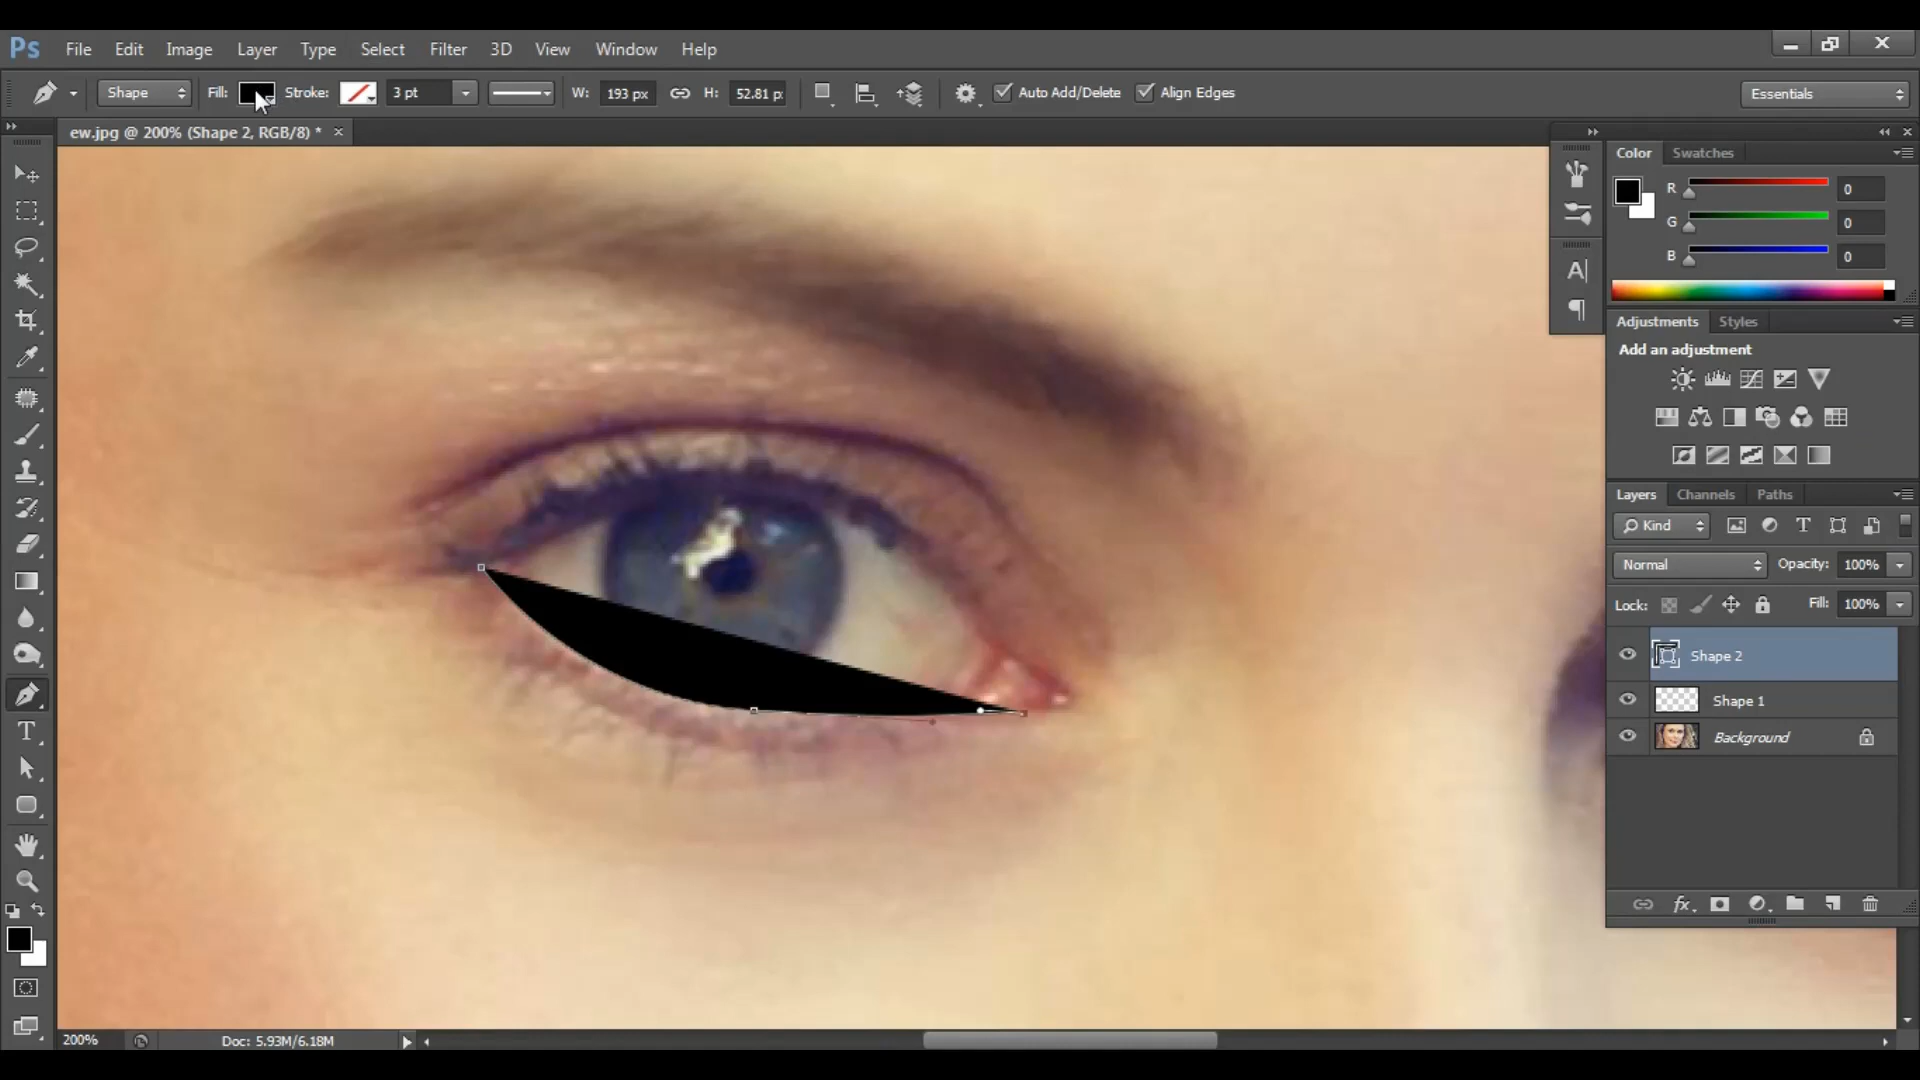 Ps File Edit Image Layer Type Select Filter 3D View Window Help
Shape Fill: Stroke: 3 pt W: 193 px H: 52.81 p Auto Add/Delete Align Edges Essentials
ew.jpg @ 200% (Shape 2, RGB/8) *
Color Swatches
R 0
G 0
B 0
Adjustments Styles
Add an adjustment
Layers Channels Paths
Kind
Normal Opacity: 100%
Lock: Fill: 100%
Shape 2
Shape 1
Background
200% Doc: 5.93M/6.18M